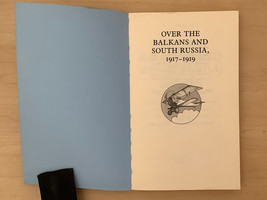 OVER THE
BALKANS AND
SOUTH RUSSIA,
1917–1919